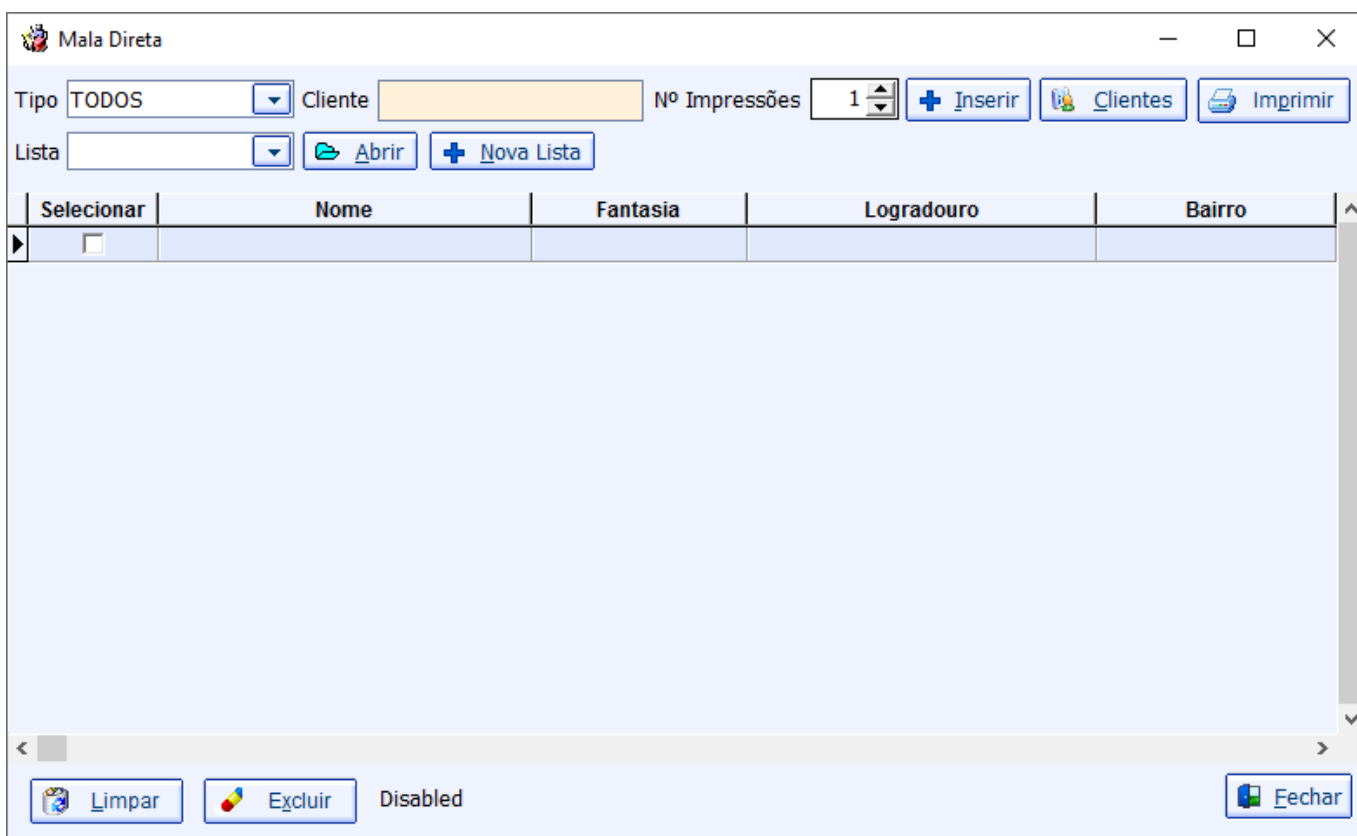 Mala Direta
Tipo TODOS Cliente Nº Impressões 1 Inserir Clientes Imprimir
Lista Abrir Nova Lista
Selecionar Nome Fantasia Logradouro Bairro
Limpar Excluir Disabled Fechar